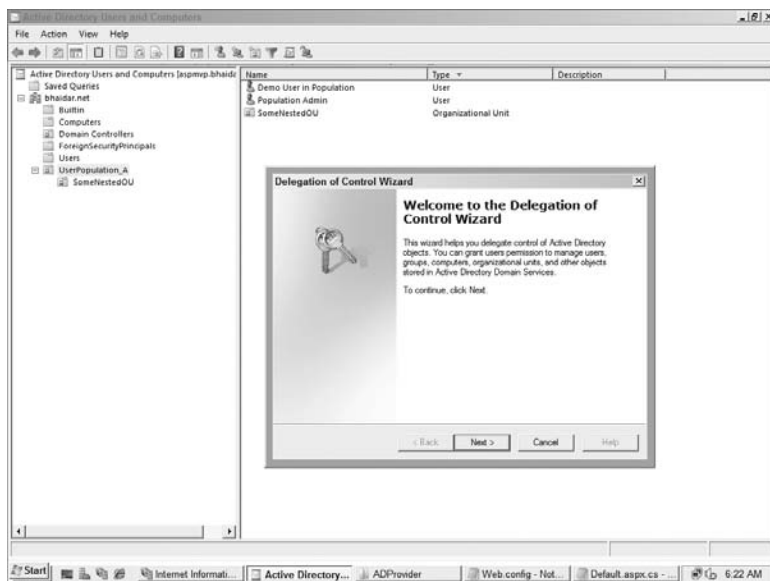 Active Directory Users and Computers
File Action View Help
Active Directory Users and Computers [aspmvp.bhaida
Saved Queries
bhaidar.net
Builtin
Computers
Domain Controllers
ForeignSecurityPrincipals
Users
UserPopulation_A
SomeNestedOU
Name Type Description
Demo User in Population User
Population Admin User
SomeNestedOU Organizational Unit
Delegation of Control Wizard
Welcome to the Delegation of
Control Wizard
This wizard helps you delegate control of Active Directory
objects. You can grant users permission to manage users,
groups, computers, organizational units, and other objects
stored in Active Directory Domain Services.
To continue, click Next.
< Back Next > Cancel Help
Start Internet Informati... Active Directory... ADProvider Web.config - Not... Default.aspx.cs - ... 6:22 AM